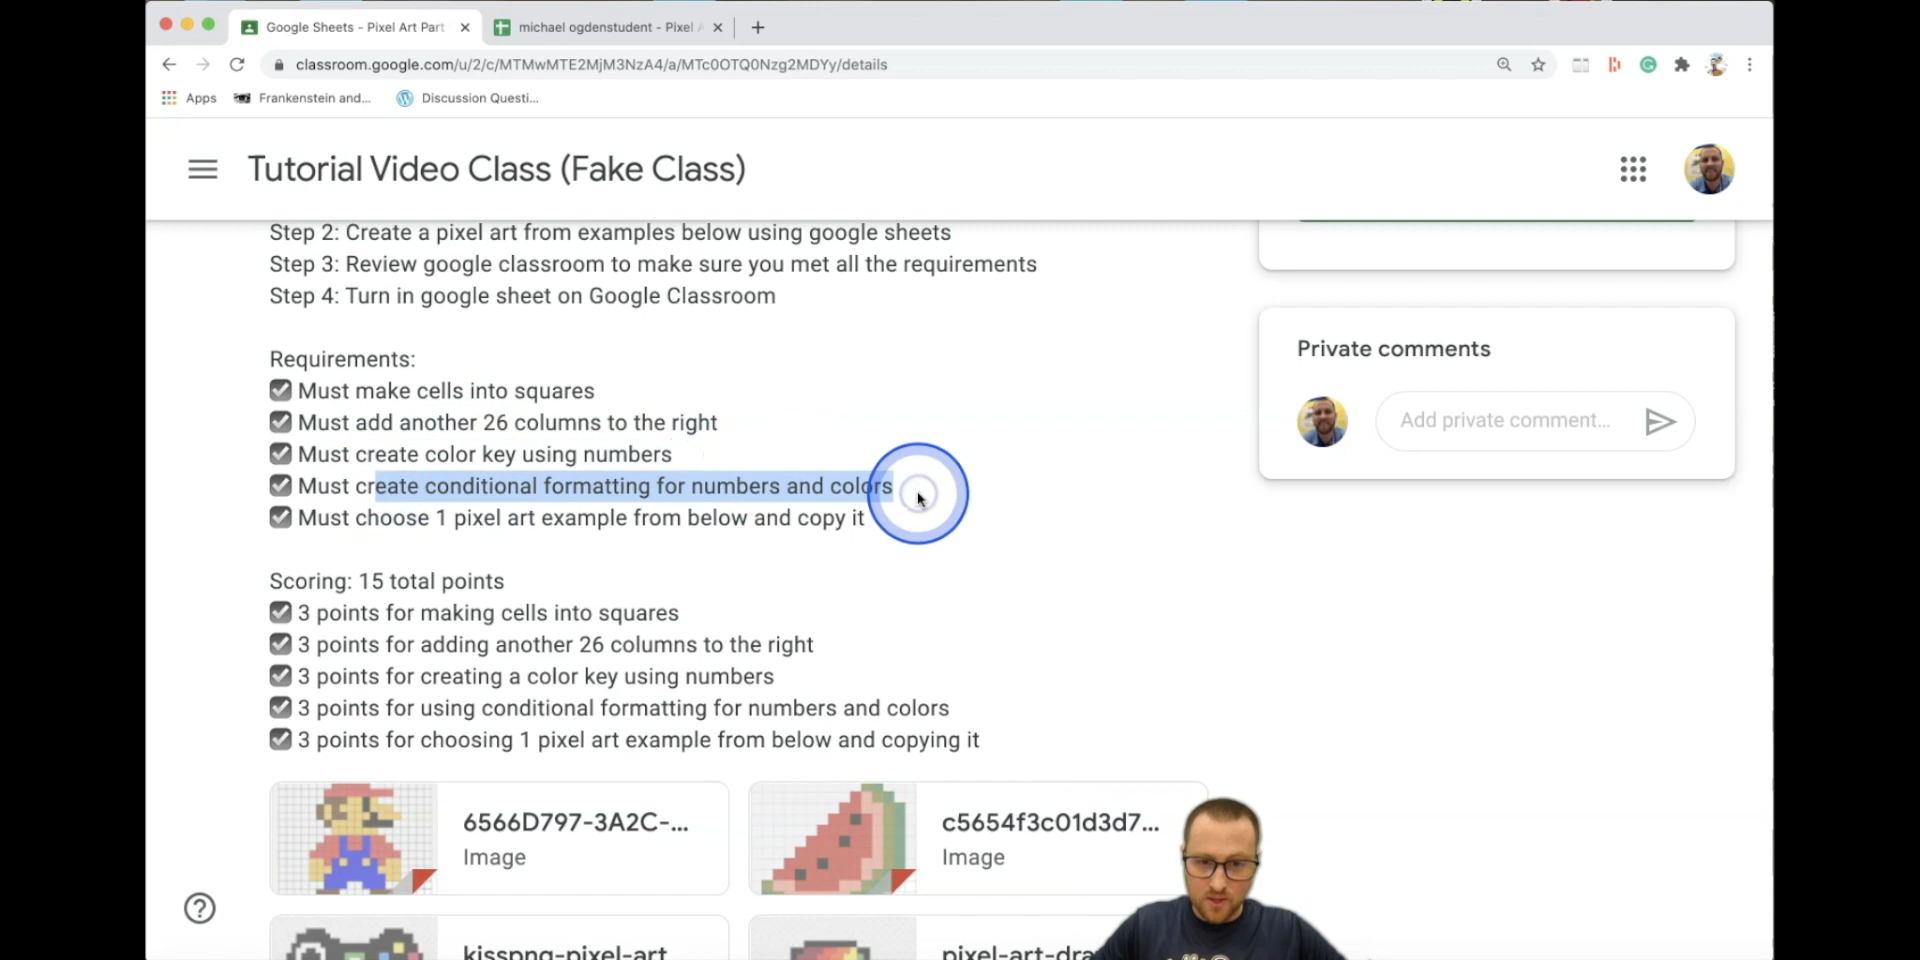 Google Sheets - Pixel Art Part
michael ogdenstudent - Pixel
classroom.google.com/u/2/c/MTMwMTE2MjM3NzA4/a/MTc0OTQ0Nzg2MDYy/details
Apps
Frankenstein and...
Discussion Questi...
Tutorial Video Class (Fake Class)
Step 2: Create a pixel art from examples below using google sheets
Step 3: Review google classroom to make sure you met all the requirements
Step 4: Turn in google sheet on Google Classroom
Requirements:
Must make cells into squares
Must add another 26 columns to the right
Must create color key using numbers
Must create conditional formatting for numbers and colors
Must choose 1 pixel art example from below and copy it
Scoring: 15 total points
3 points for making cells into squares
3 points for adding another 26 columns to the right
3 points for creating a color key using numbers
3 points for using conditional formatting for numbers and colors
3 points for choosing 1 pixel art example from below and copying it
6566D797-3A2C-...
Image
c5654f3c01d3d7...
Image
kisspng-pixel-art
pixel-art-dra
Private comments
Add private comment...